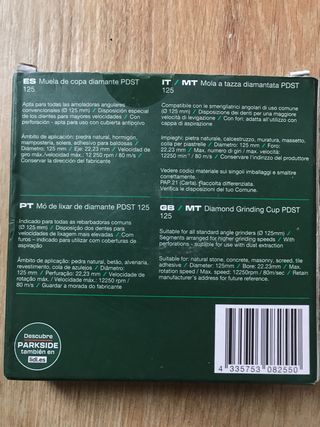 ES Muela de copa diamante PDST
125
Apta para todas las amoladoras angulares
convencionales (Ø 125 mm) / Disposición especial
de los dientes para mayores velocidades / Con
perforación - apta para uso con cubierta antipolvo
Ámbito de aplicación: piedra natural, hormigón,
mampostería, solera, adhesivo para baldosas /
Diámetro: 125 mm / Eje: 22,23 mm / Velocidad de
giro máx./velocidad máx.: 12 250 rpm / 80 m/s /
Conservar la dirección del fabricante
IT / MT Mola a tazza diamantata PDST
125
Compatibile con le smerigliatrici angolari di uso comune
(Ø 125 mm) / Disposizione dei denti per una maggiore
velocità di levigazione / Con fori: adatta all'utilizzo con
cappa di aspirazione
Impieghi: pietra naturale, calcestruzzo, muratura, massetto,
colla per piastrelle / Diametro: 125 mm / Foro:
22,23 mm / Max. numero di giri / max. velocità:
12250 min⁻¹ / 80 m/s / Conservare l'indirizzo del produttore
Vedere codici materiale sui singoli imballaggi e smaltire
correttamente.
PAP 21 (Carta). Raccolta differenziata.
Verifica le disposizioni del tuo Comune.
PT Mó de lixar de diamante PDST 125
Indicado para todas as rebarbadoras comuns
(Ø 125 mm) / Disposição dos dentes para
velocidades de lixagem mais elevadas / Com
furos – indicado para utilizar com coberturas de
aspiração
Âmbito de aplicação: pedra natural, betão, alvenaria,
revestimento, cola de azulejos / Diâmetro:
125 mm / Perfuração: 22,23 mm / Velocidade de
rotação máx. / Velocidade máx.: 12250 rpm /
80 m/s / Guardar a morada do fabricante
GB / MT Diamond Grinding Cup PDST
125
Suitable for all standard angle grinders (Ø 125mm) /
Segments arranged for higher grinding speeds / With
perforations - suitable for use with dust extraction
Suitable for: natural stone, concrete, masonry, screed, tile
adhesive / Diameter: 125mm / Bore: 22,23mm / Max.
rotation speed / Max. speed: 12250rpm / 80m/sec / Retain
manufacturer's address for future reference.
Descubre
PARKSIDE
también en
lidl.es
4 335753 082550